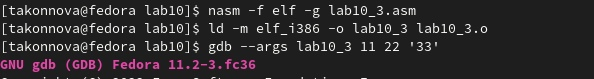 [takonnova@fedora lab10]$ nasm -f elf -g lab10_3.asm
[takonnova@fedora lab10]$ ld -m elf_i386 -o lab10_3 lab10_3.o
[takonnova@fedora lab10]$ gdb --args lab10_3 11 22 '33'
GNU gdb (GDB) Fedora 11.2-3.fc36